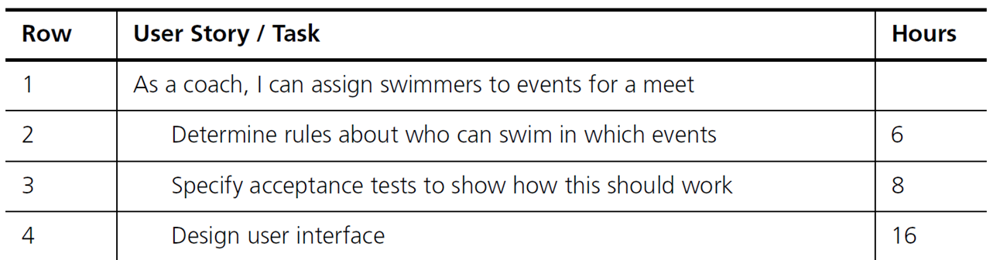 Row User Story / Task Hours
1 As a coach, I can assign swimmers to events for a meet
2 Determine rules about who can swim in which events 6
3 Specify acceptance tests to show how this should work 8
4 Design user interface 16